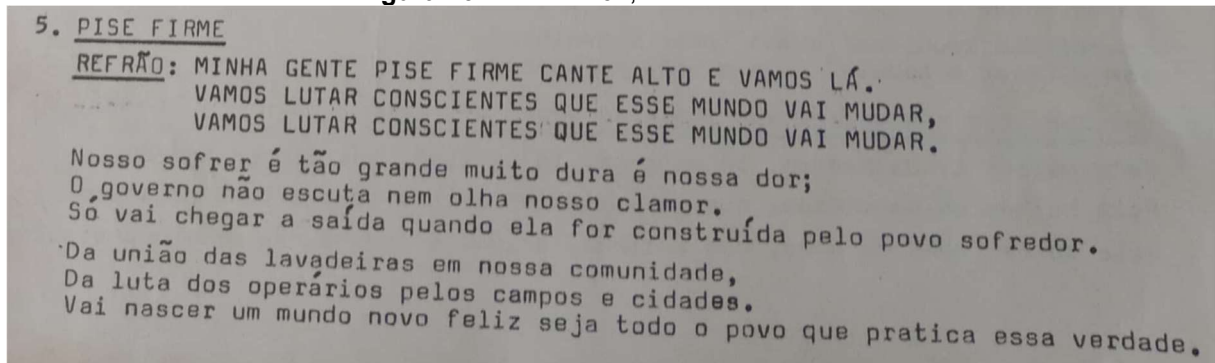 5. PISE FIRME
REFRÃO: MINHA GENTE PISE FIRME CANTE ALTO E VAMOS LÁ.
VAMOS LUTAR CONSCIENTES QUE ESSE MUNDO VAI MUDAR,
VAMOS LUTAR CONSCIENTES QUE ESSE MUNDO VAI MUDAR.
Nosso sofrer é tão grande muito dura é nossa dor;
O governo não escuta nem olha nosso clamor.
Só vai chegar a saída quando ela for construída pelo povo sofredor.
Da união das lavadeiras em nossa comunidade,
Da luta dos operários pelos campos e cidades.
Vai nascer um mundo novo feliz seja todo o povo que pratica essa verdade.